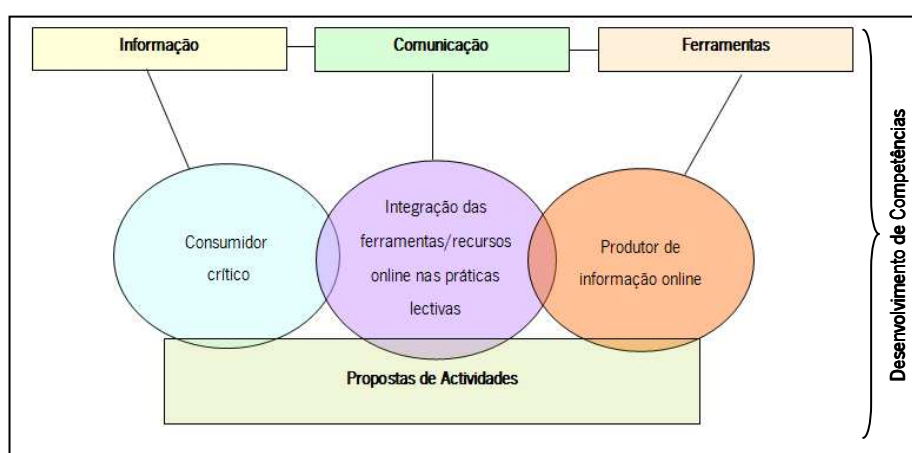 Informação
Comunicação
Ferramentas
Consumidor
crítico
Integração das
ferramentas/recursos
online nas práticas
lectivas
Produtor de
informação online
Propostas de Actividades
Desenvolvimento de Competências